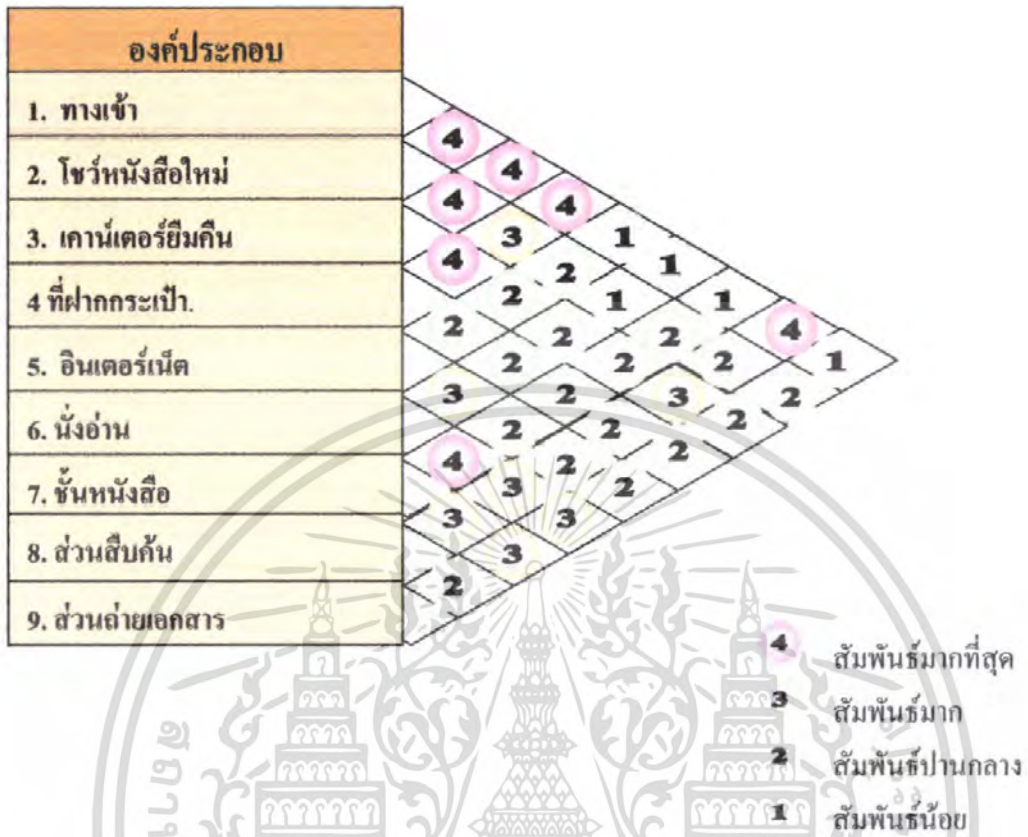 องค์ประกอบ
1. ทางเข้า
2. โชว์หนังสือใหม่
3. เคาน์เตอร์ยืมคืน
4 ที่ฝากกระเป๋า.
5. อินเตอร์เน็ต
6. นั่งอ่าน
7. ชั้นหนังสือ
8. ส่วนสืบค้น
9. ส่วนถ่ายเอกสาร
4
4
4 4
3 1
4 2 1
2 1 1
2 2 2 4
2 2 2 1
3 2 3 2
2 2 2
4 2 2
3 2
3 3
3
2
4 สัมพันธ์มากที่สุด
3 สัมพันธ์มาก
2 สัมพันธ์ปานกลาง
1 สัมพันธ์น้อย